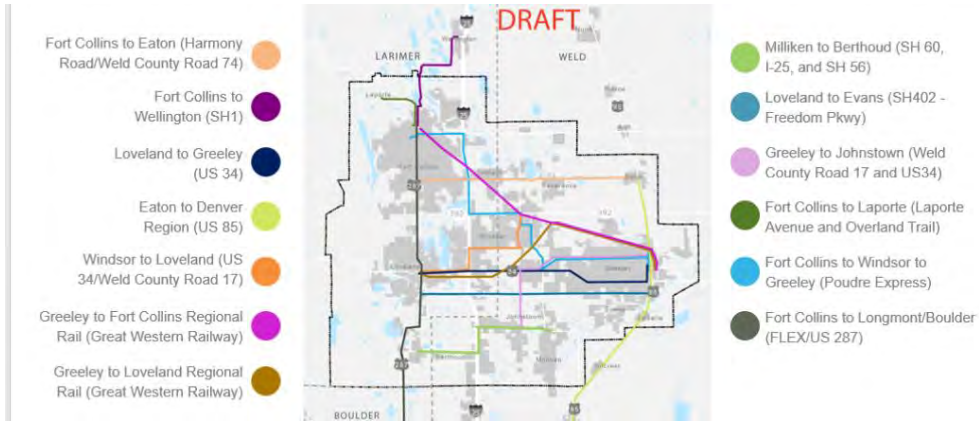 DRAFT
Fort Collins to Eaton (Harmony
Road/Weld County Road 74)
Fort Collins to
Wellington (SH1)
Loveland to Greeley
(US 34)
Eaton to Denver
Region (US 85)
Windsor to Loveland (US
34/Weld County Road 17)
Greeley to Fort Collins Regional
Rail (Great Western Railway)
Greeley to Loveland Regional
Rail (Great Western Railway)
LARIMER
WELD
Laporte
392
392
Johnstown
BOULDER
Milliken to Berthoud (SH 60,
I-25, and SH 56)
Loveland to Evans (SH402 -
Freedom Pkwy)
Greeley to Johnstown (Weld
County Road 17 and US34)
Fort Collins to Laporte (Laporte
Avenue and Overland Trail)
Fort Collins to Windsor to
Greeley (Poudre Express)
Fort Collins to Longmont/Boulder
(FLEX/US 287)